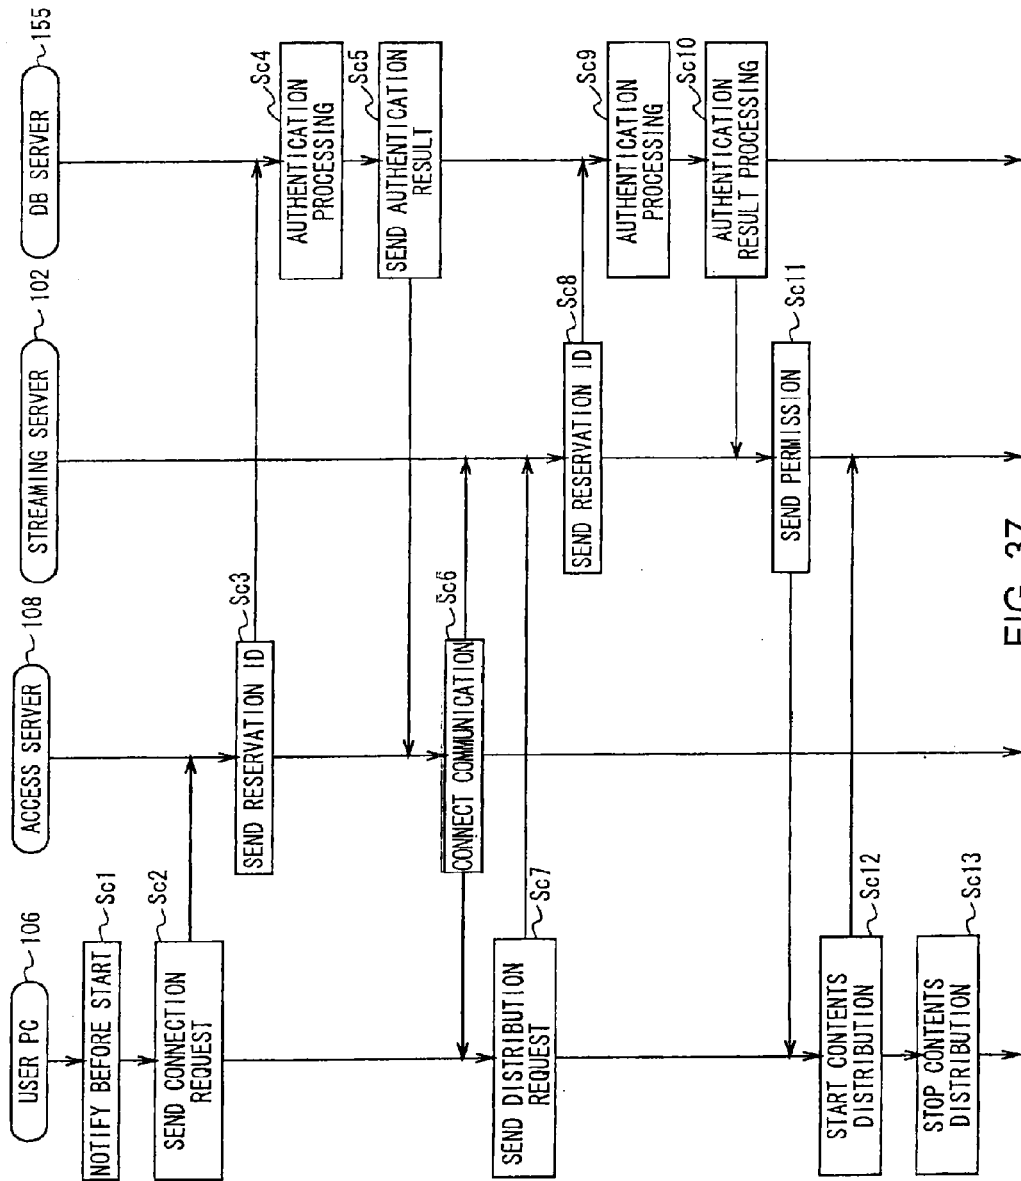 USER PC
106
ACCESS SERVER
108
STREAMING SERVER
102
DB SERVER
155
NOTIFY BEFORE START
Sc1
SEND CONNECTION
REQUEST
Sc2
SEND RESERVATION ID
Sc3
AUTHENTICATION
PROCESSING
Sc4
SEND AUTHENTICATION
RESULT
Sc5
CONNECT COMMUNICATION
Sc6
SEND DISTRIBUTION
REQUEST
Sc7
SEND RESERVATION ID
Sc8
AUTHENTICATION
PROCESSING
Sc9
AUTHENTICATION
RESULT PROCESSING
Sc10
SEND PERMISSION
Sc11
START CONTENTS
DISTRIBUTION
Sc12
STOP CONTENTS
DISTRIBUTION
Sc13
FIG. 37